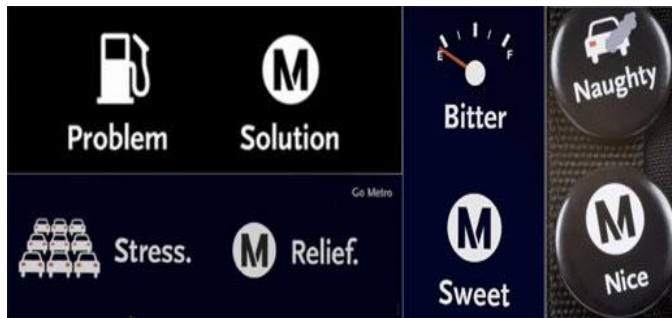 Problem
M
Solution
Go Metro
Stress.
M Relief.
E F
Bitter
M
Sweet
Naughty
M
Nice